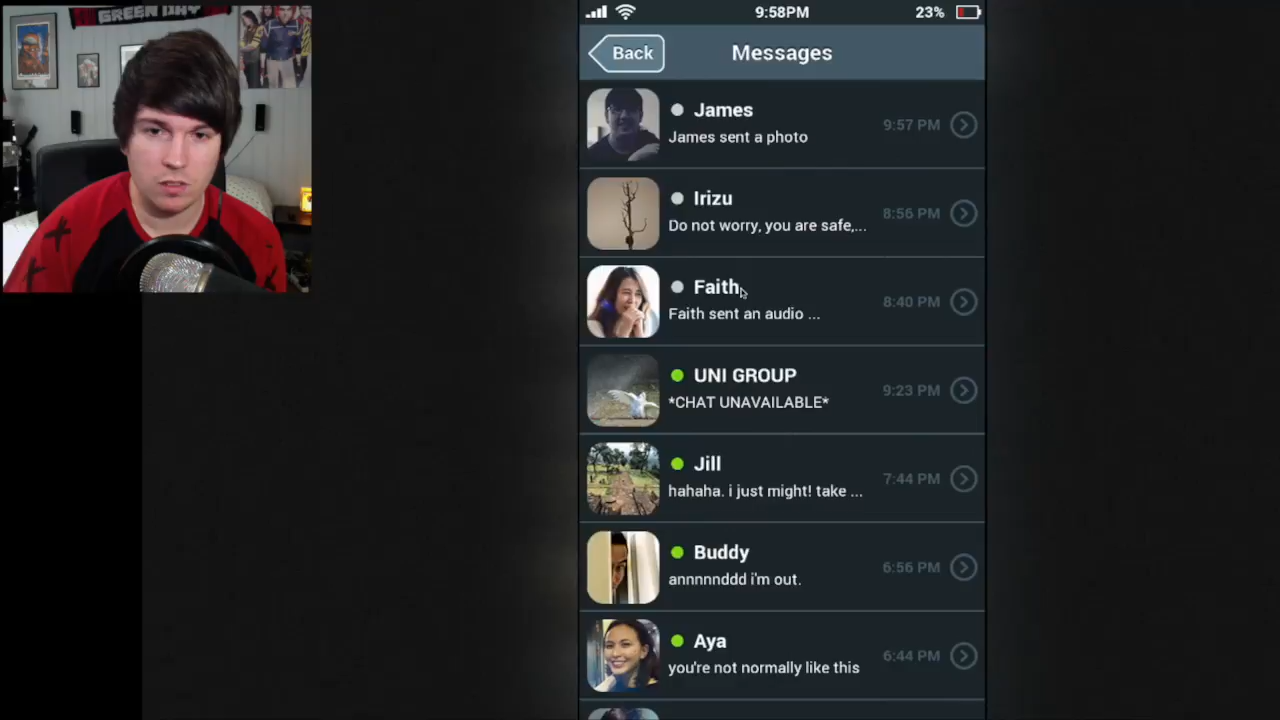 GREEN DAY
9:58PM
23%
Back
Messages
James
James sent a photo
9:57 PM
Irizu
Do not worry, you are safe,...
8:56 PM
Faith
Faith sent an audio ...
8:40 PM
UNI GROUP
*CHAT UNAVAILABLE*
9:23 PM
Jill
hahaha. i just might! take ...
7:44 PM
Buddy
annnnnddd i'm out.
6:56 PM
Aya
you're not normally like this
6:44 PM